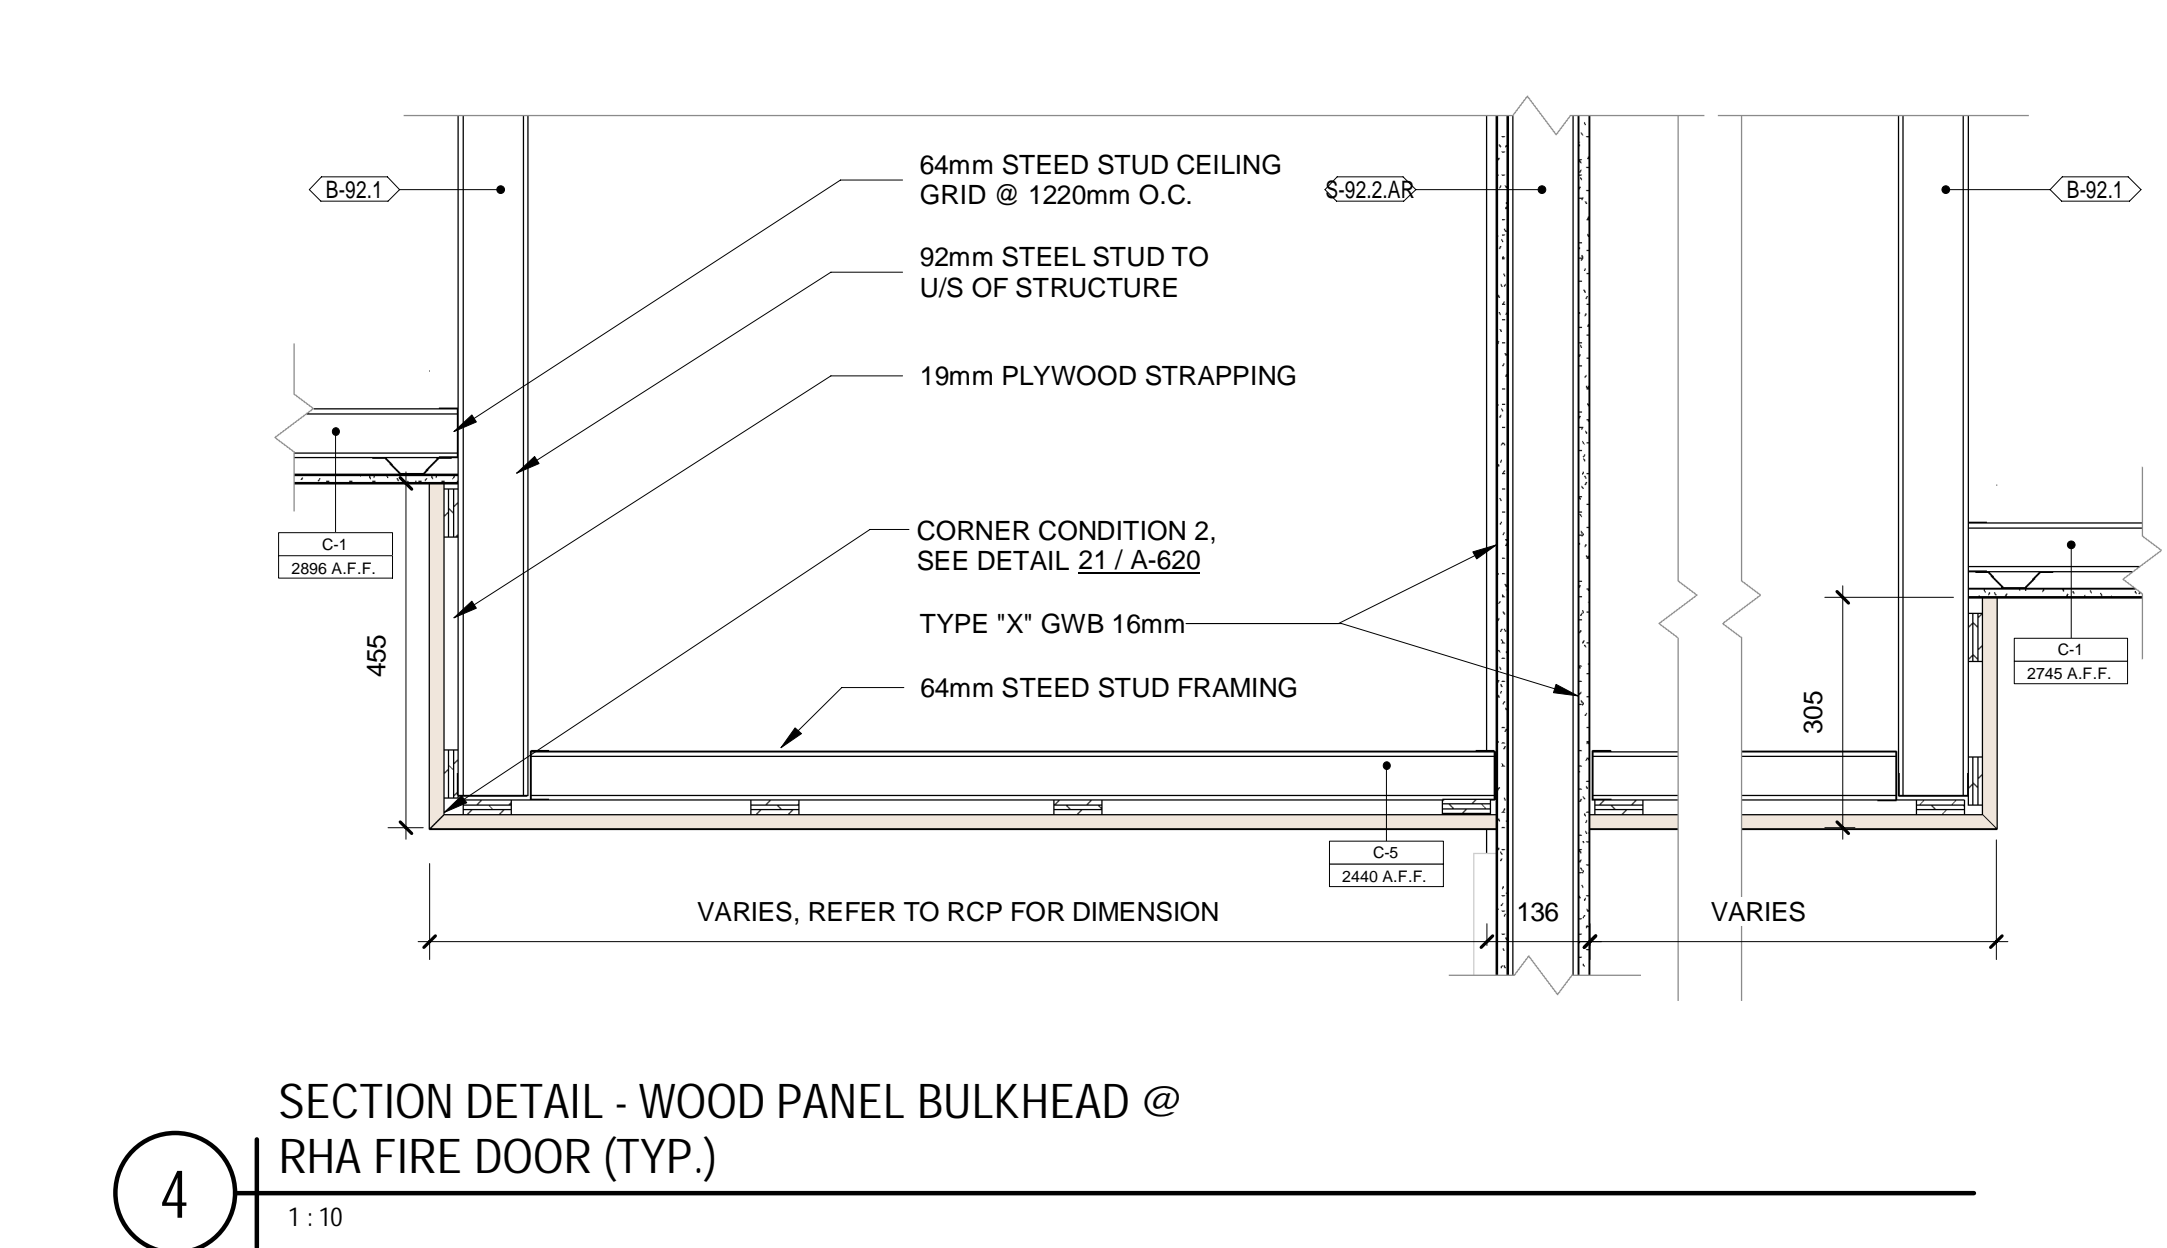 64mm STEED STUD CEILING
GRID @ 1220mm O.C.
B-92.1
S-92.2.AR
B-92.1
92mm STEEL STUD TO
U/S OF STRUCTURE
19mm PLYWOOD STRAPPING
CORNER CONDITION 2,
SEE DETAIL 21 / A-620
C-1
2896 A.F.F.
TYPE "X" GWB 16mm
455
C-1
2745 A.F.F.
64mm STEED STUD FRAMING
305
C-5
2440 A.F.F.
VARIES, REFER TO RCP FOR DIMENSION
136
VARIES
SECTION DETAIL - WOOD PANEL BULKHEAD @
RHA FIRE DOOR (TYP.)
4
1 : 10